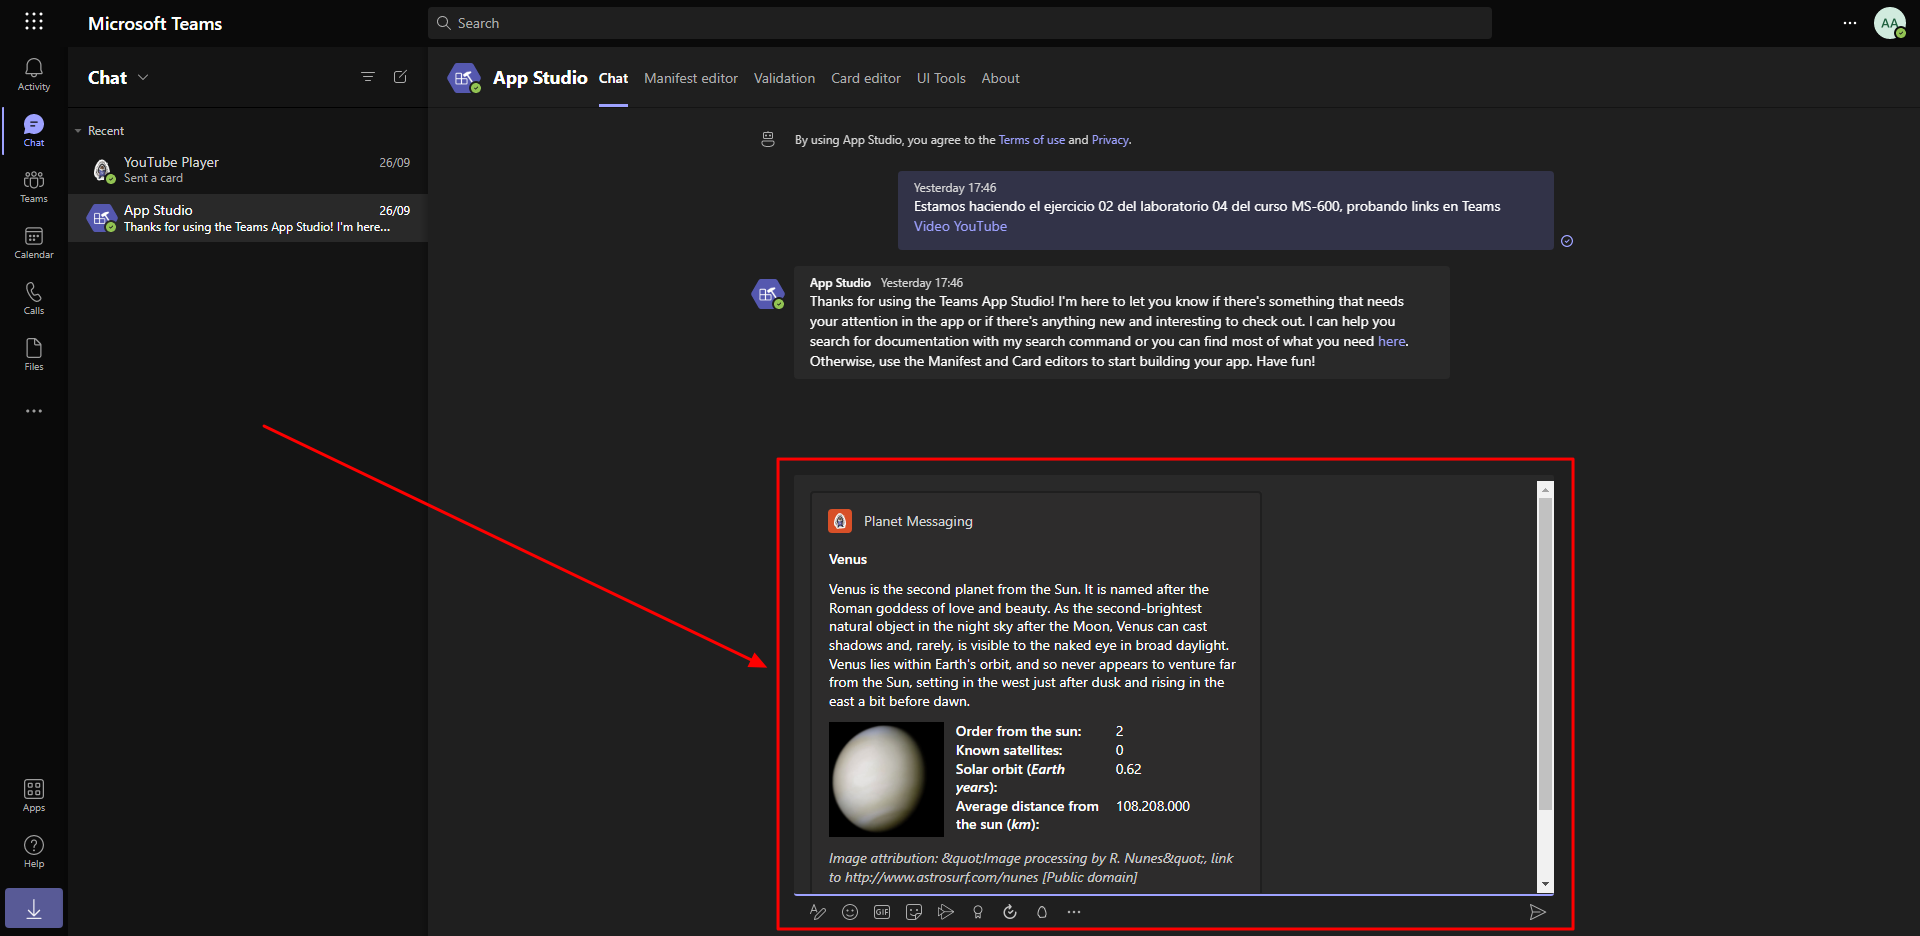 Microsoft Teams
Search
AA
Activity
Chat
Teams
Calendar
Calls
Files
Apps
Help
Chat
Recent
YouTube Player 26/09
Sent a card
App Studio 26/09
Thanks for using the Teams App Studio! I'm here...
App Studio Chat Manifest editor Validation Card editor UI Tools About
By using App Studio, you agree to the Terms of use and Privacy.
Yesterday 17:46
Estamos haciendo el ejercicio 02 del laboratorio 04 del curso MS-600, probando links en Teams
Video YouTube
App Studio Yesterday 17:46
Thanks for using the Teams App Studio! I'm here to let you know if there's something that needs
your attention in the app or if there's anything new and interesting to check out. I can help you
search for documentation with my search command or you can find most of what you need here.
Otherwise, use the Manifest and Card editors to start building your app. Have fun!
Planet Messaging
Venus
Venus is the second planet from the Sun. It is named after the
Roman goddess of love and beauty. As the second-brightest
natural object in the night sky after the Moon, Venus can cast
shadows and, rarely, is visible to the naked eye in broad daylight.
Venus lies within Earth's orbit, and so never appears to venture far
from the Sun, setting in the west just after dusk and rising in the
east a bit before dawn.
Order from the sun: 2
Known satellites: 0
Solar orbit (Earth 0.62
years):
Average distance from 108.208.000
the sun (km):
Image attribution: &quot;Image processing by R. Nunes&quot;, link
to http://www.astrosurf.com/nunes [Public domain]
GIF